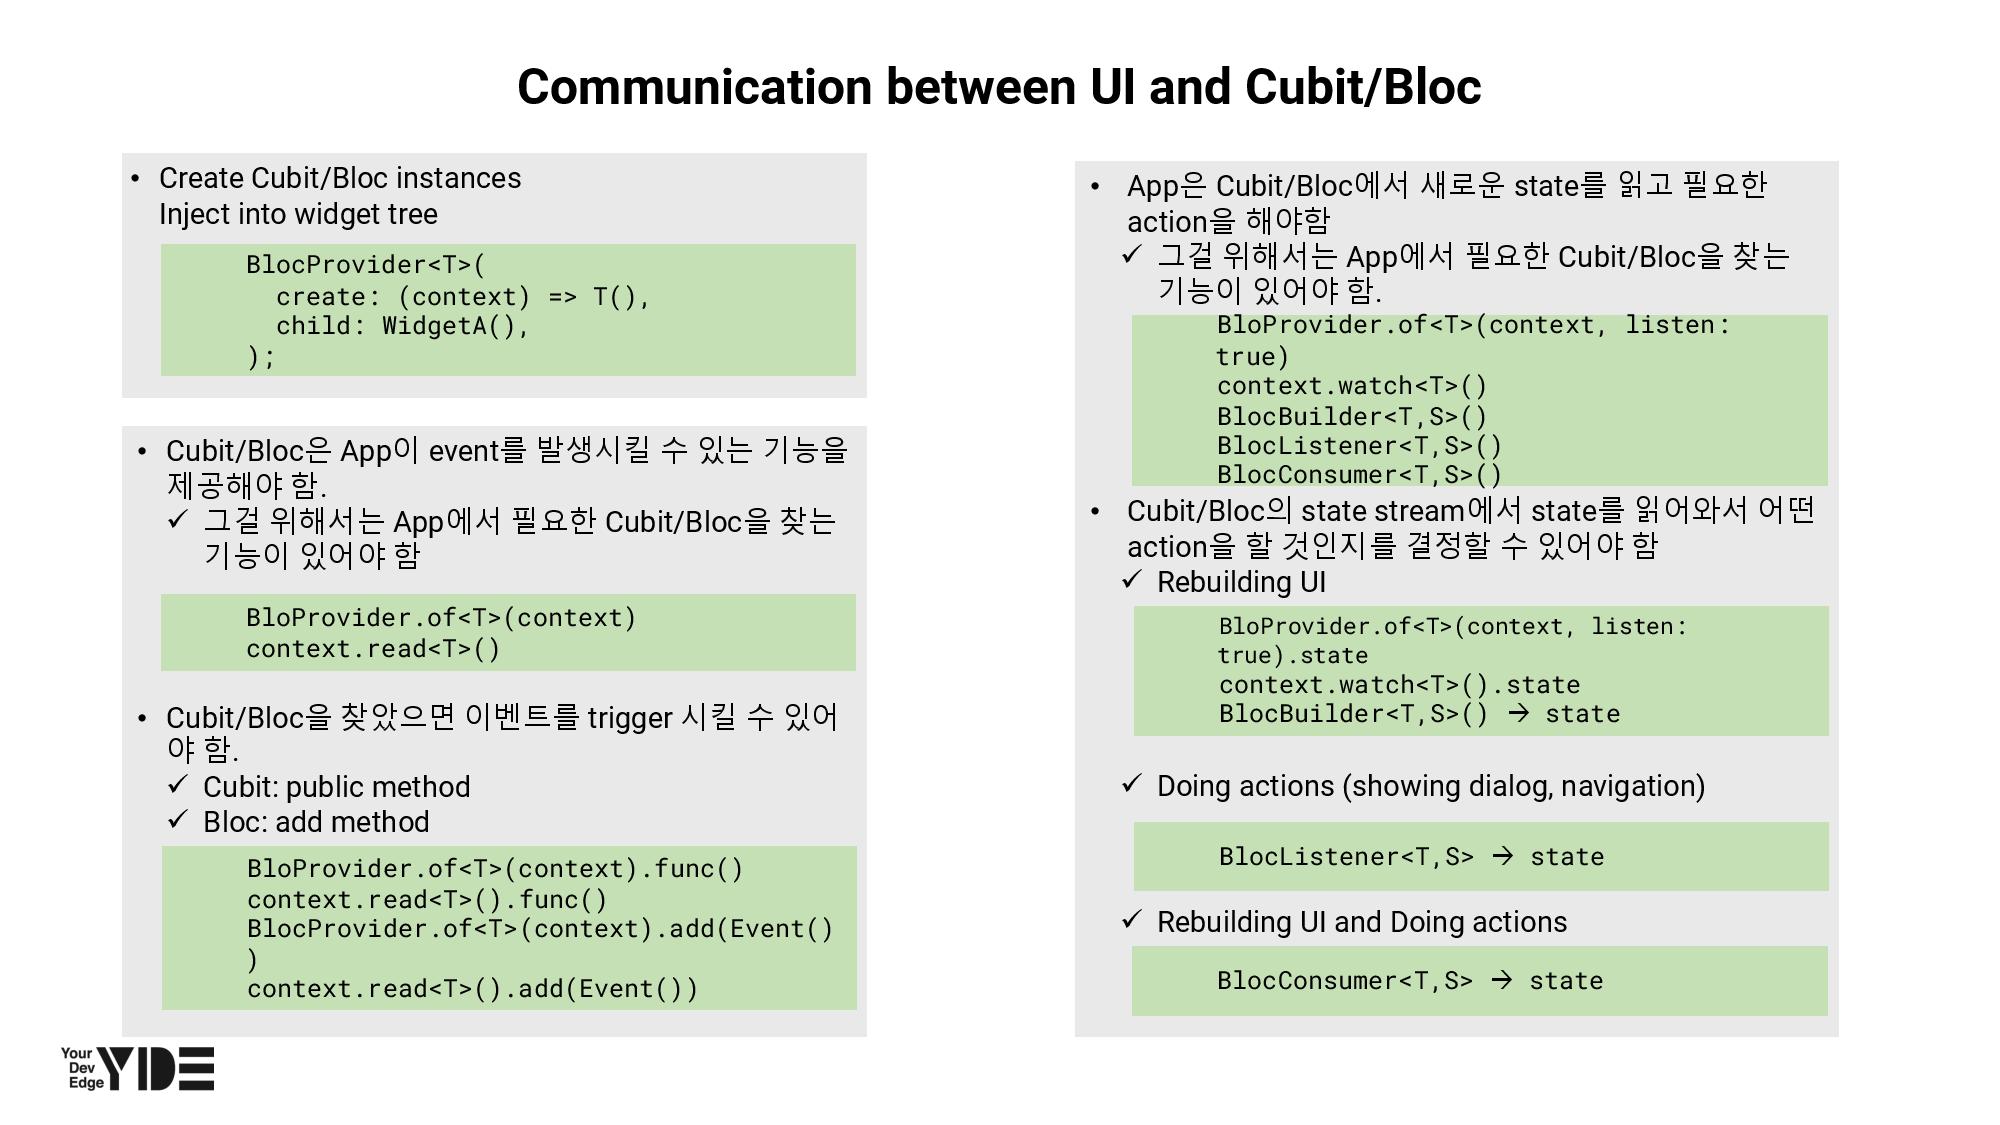 Communication between UI and Cubit/Bloc
• Create Cubit/Bloc instances
Inject into widget tree
BlocProvider<T>(
create: (context) => T(),
child: WidgetA(),
);
• Cubit/Bloc은 App이 event를 발생시킬 수 있는 기능을
제공해야 함.
✓ 그걸 위해서는 App에서 필요한 Cubit/Bloc을 찾는
기능이 있어야 함
BloProvider.of<T>(context)
context.read<T>()
• Cubit/Bloc을 찾았으면 이벤트를 trigger 시킬 수 있어
야 함.
✓ Cubit: public method
✓ Bloc: add method
BloProvider.of<T>(context).func()
context.read<T>().func()
BlocProvider.of<T>(context).add(Event()
)
context.read<T>().add(Event())
• App은 Cubit/Bloc에서 새로운 state를 읽고 필요한
action을 해야함
✓ 그걸 위해서는 App에서 필요한 Cubit/Bloc을 찾는
기능이 있어야 함.
BloProvider.of<T>(context, listen:
true)
context.watch<T>()
BlocBuilder<T,S>()
BlocListener<T,S>()
BlocConsumer<T,S>()
• Cubit/Bloc의 state stream에서 state를 읽어와서 어떤
action을 할 것인지를 결정할 수 있어야 함
✓ Rebuilding UI
BloProvider.of<T>(context, listen:
true).state
context.watch<T>().state
BlocBuilder<T,S>() → state
✓ Doing actions (showing dialog, navigation)
BlocListener<T,S> → state
✓ Rebuilding UI and Doing actions
BlocConsumer<T,S> → state
Your
Dev
Edge
YDE